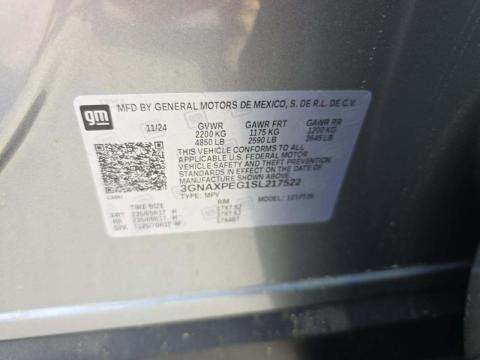 gm
MFD BY GENERAL MOTORS DE MEXICO, S. DE R.L. DE C.V.
11/24 GVWR GAWR FRT GAWR RR
2200 KG 1175 KG 1200 KG
4850 LB 2590 LB 2645 LB
THIS VEHICLE CONFORMS TO ALL APPLICABLE
U.S. FEDERAL MOTOR VEHICLE SAFETY
AND THEFT PREVENTION STANDARDS
IN EFFECT ON THE DATE OF
MANUFACTURE SHOWN ABOVE.
3GNAXPEG1SL217522
TYPE: MPV MODEL:
TIRE SIZE RIM